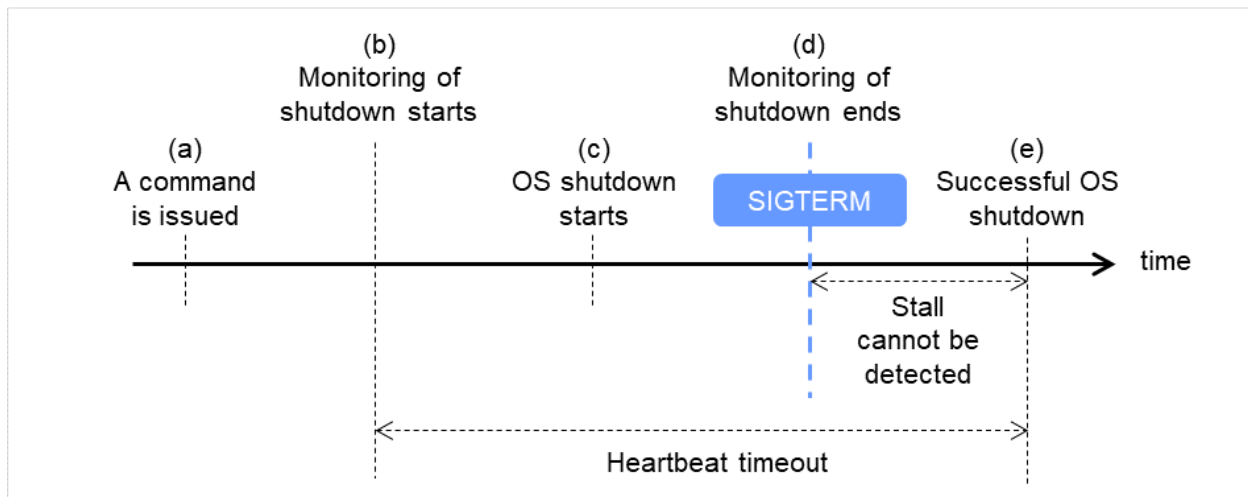 (b)
Monitoring of
shutdown starts
(d)
Monitoring of
shutdown ends
(a)
A command
is issued
(c)
OS shutdown
starts
SIGTERM
(e)
Successful OS
shutdown
time
Stall
cannot be
detected
Heartbeat timeout